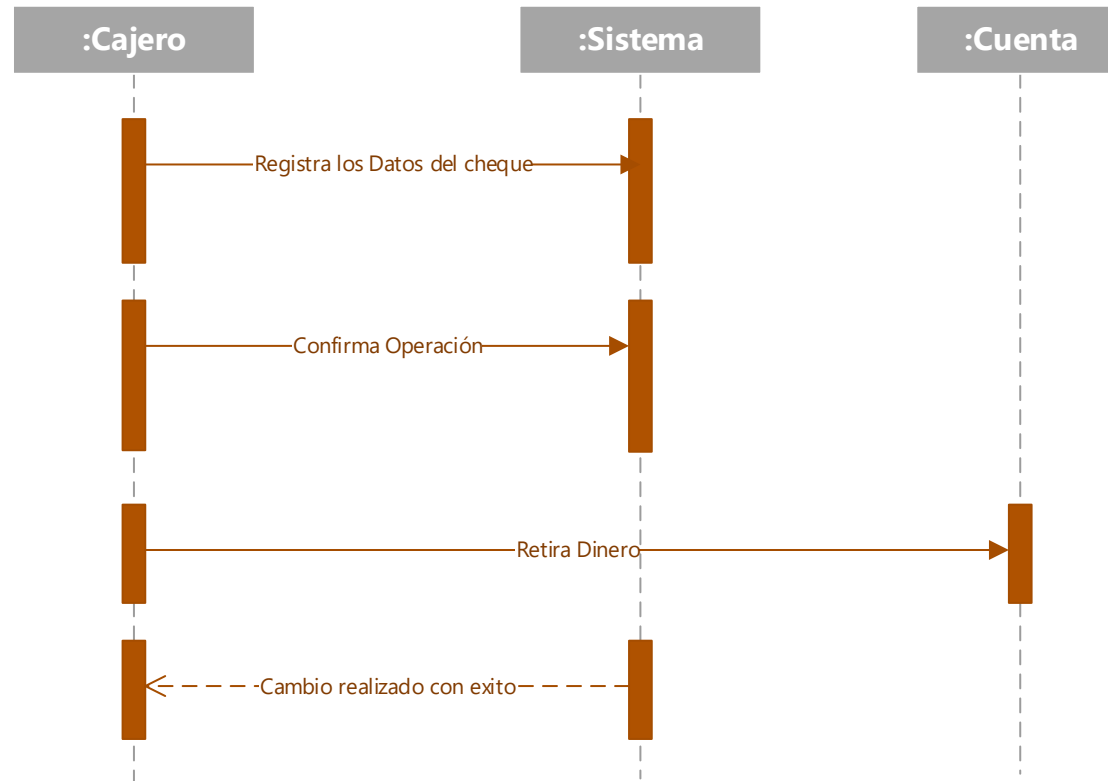 :Cajero
:Sistema
:Cuenta
Registra los Datos del cheque
Confirma Operación
Retira Dinero
Cambio realizado con exito